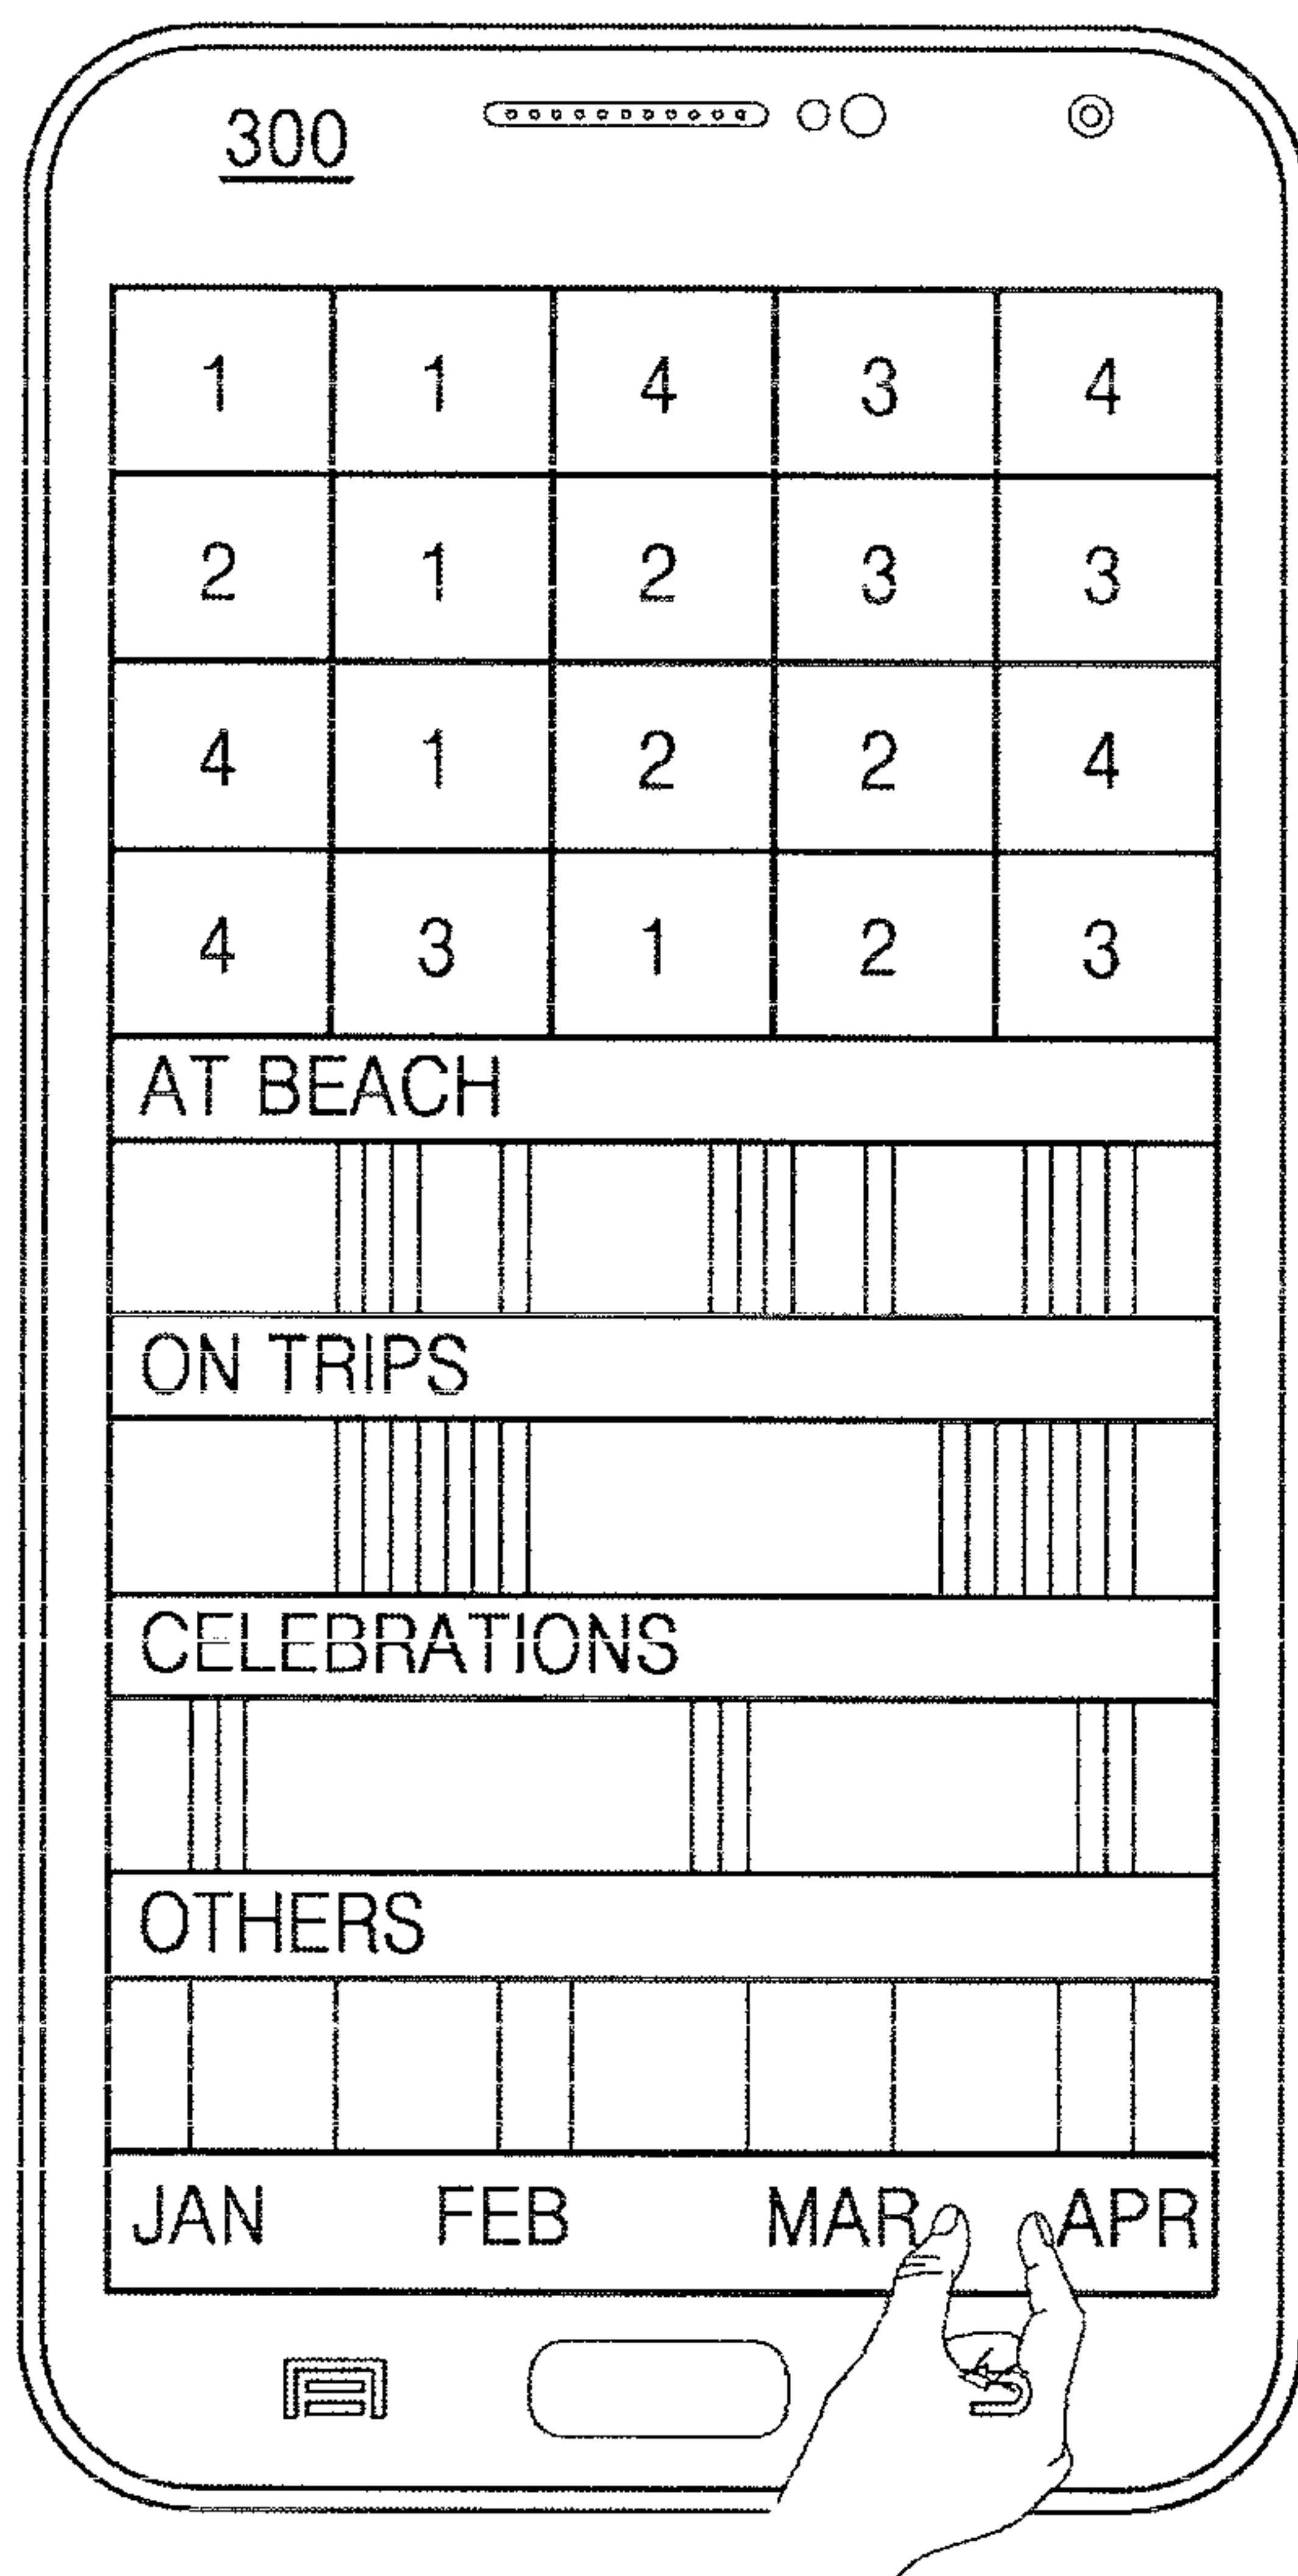 300
1 1 4 3 4
2 1 2 3 3
4 1 2 2 4
4 3 1 2 3
AT BEACH
ON TRIPS
CELEBRATIONS
OTHERS
JAN FEB MAR APR